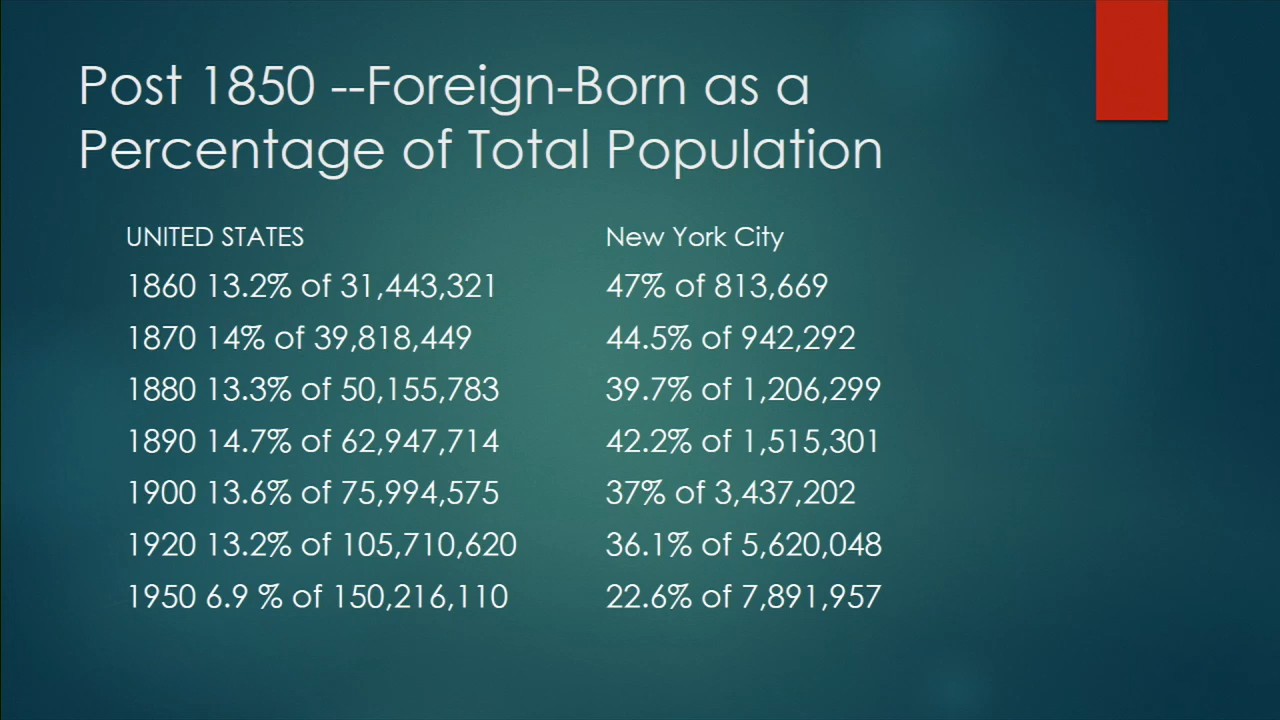 Post 1850 --Foreign-Born as a
Percentage of Total Population
UNITED STATES
1860 13.2% of 31,443,321
1870 14% of 39,818,449
1880 13.3% of 50,155,783
1890 14.7% of 62,947,714
1900 13.6% of 75,994,575
1920 13.2% of 105,710,620
1950 6.9 % of 150,216,110
New York City
47% of 813,669
44.5% of 942,292
39.7% of 1,206,299
42.2% of 1,515,301
37% of 3,437,202
36.1% of 5,620,048
22.6% of 7,891,957